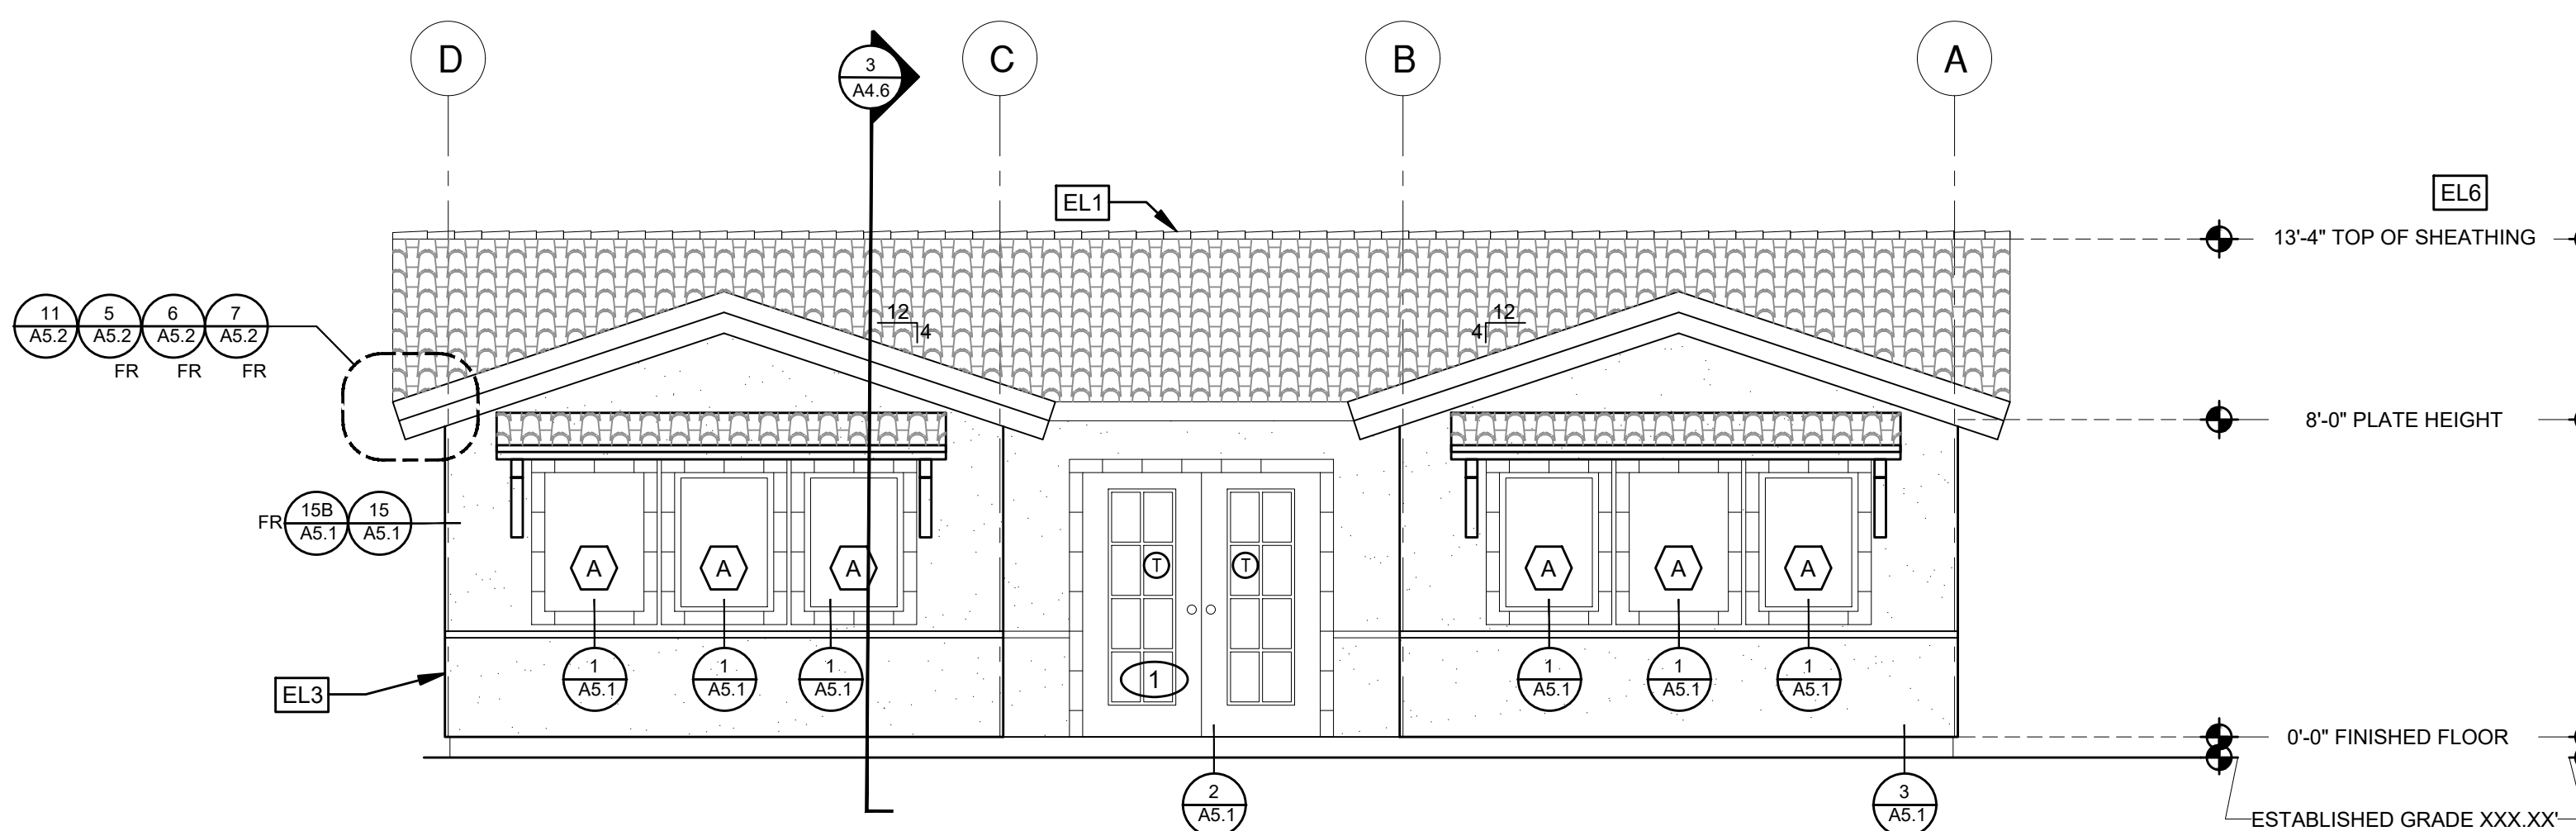 D
C
B
A
3
A4.6
EL1
EL6
13'-4" TOP OF SHEATHING
11
A5.2
5
A5.2
6
A5.2
7
A5.2
FR
FR
FR
12
4
12
4
8'-0" PLATE HEIGHT
FR
15B
A5.1
15
A5.1
A
A
A
T
T
A
A
A
1
A5.1
1
A5.1
1
A5.1
1
1
A5.1
1
A5.1
1
A5.1
EL3
0'-0" FINISHED FLOOR
2
A5.1
3
A5.1
ESTABLISHED GRADE XXX.XX'